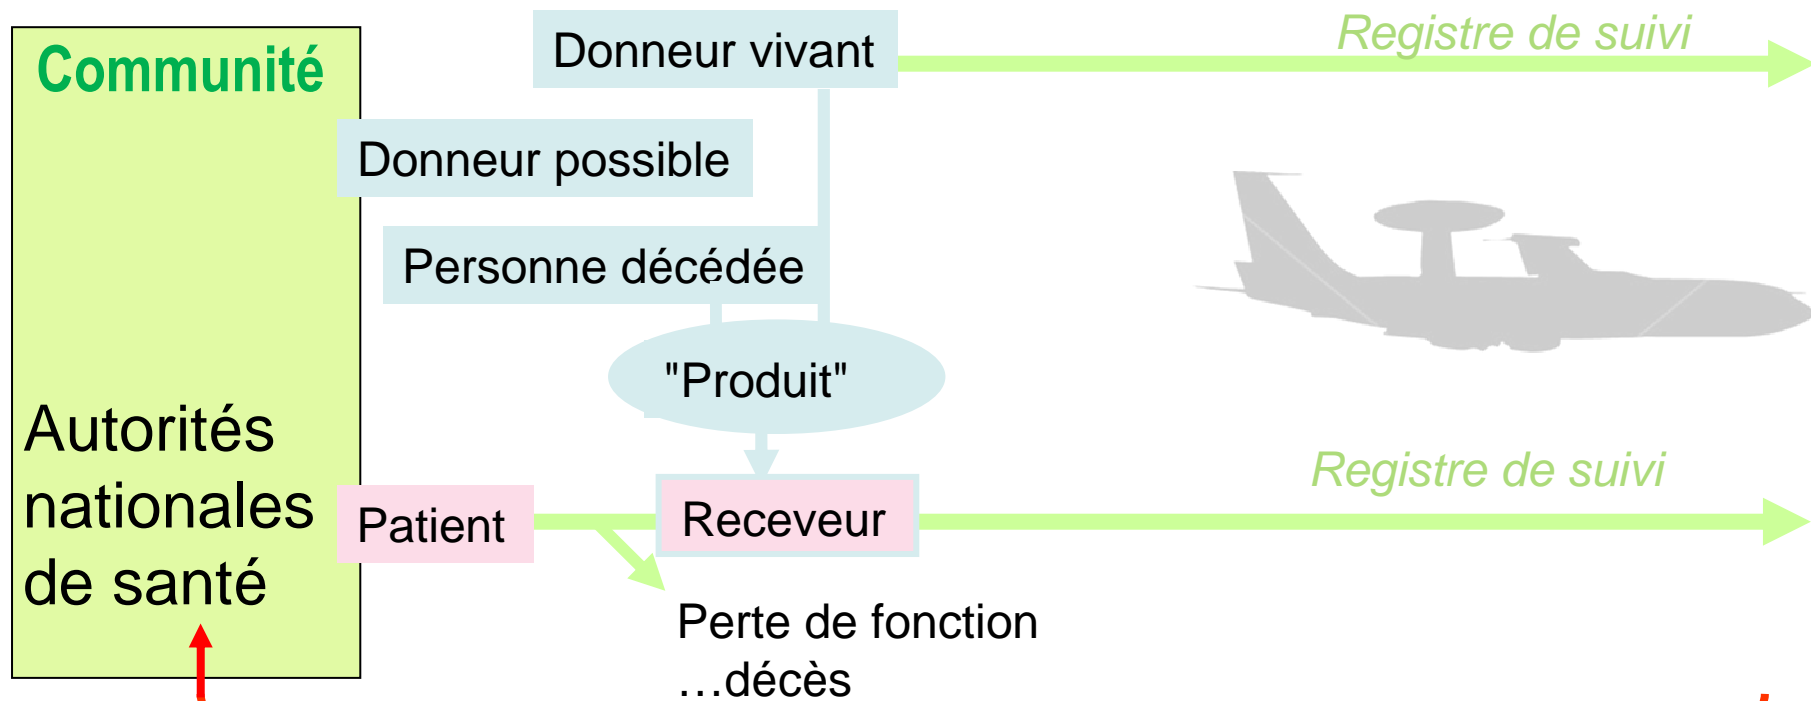 Communité
Donneur vivant
Registre de suivi
Donneur possible
Personne décédée
"Produit"
Autorités
nationales
de santé
Patient
Receveur
Registre de suivi
Perte de fonction
…décès